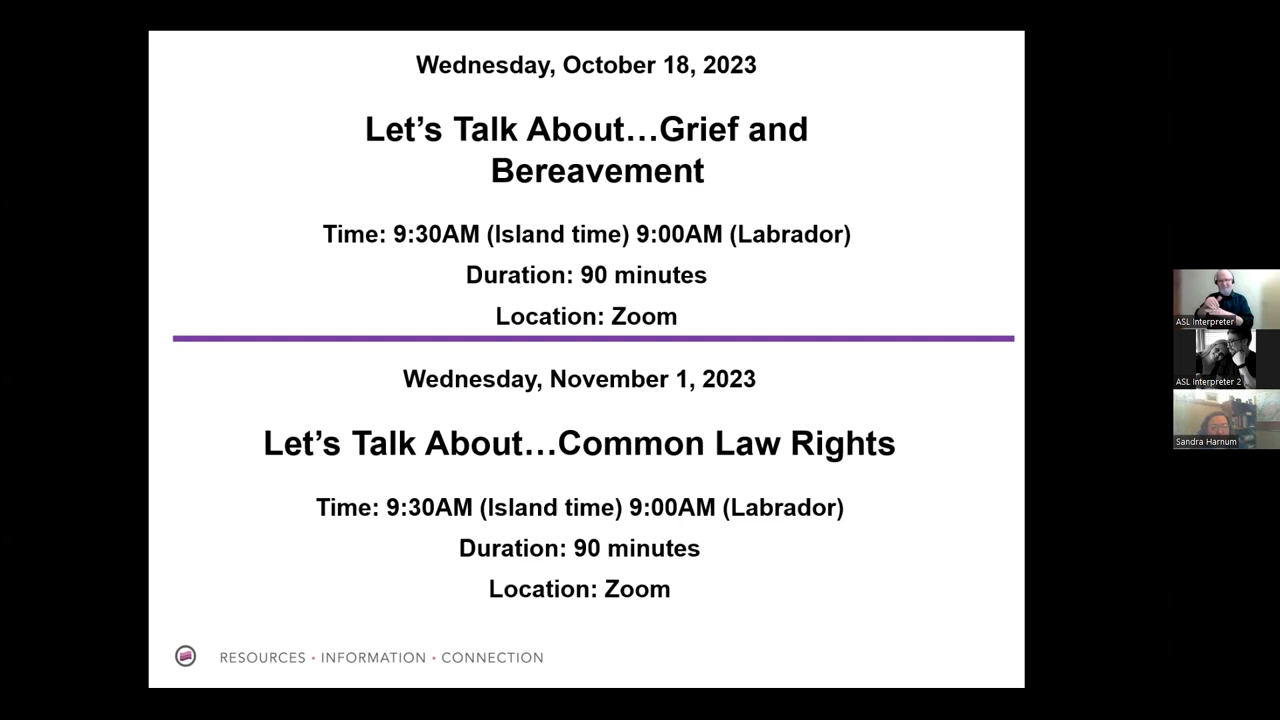 Wednesday, October 18, 2023
Let’s Talk About…Grief and
Bereavement
Time: 9:30AM (Island time) 9:00AM (Labrador)
Duration: 90 minutes
Location: Zoom
Wednesday, November 1, 2023
Let’s Talk About…Common Law Rights
Time: 9:30AM (Island time) 9:00AM (Labrador)
Duration: 90 minutes
Location: Zoom
RESOURCES • INFORMATION • CONNECTION
ASL Interpreter
ASL Interpreter 2
Sandra Harnum